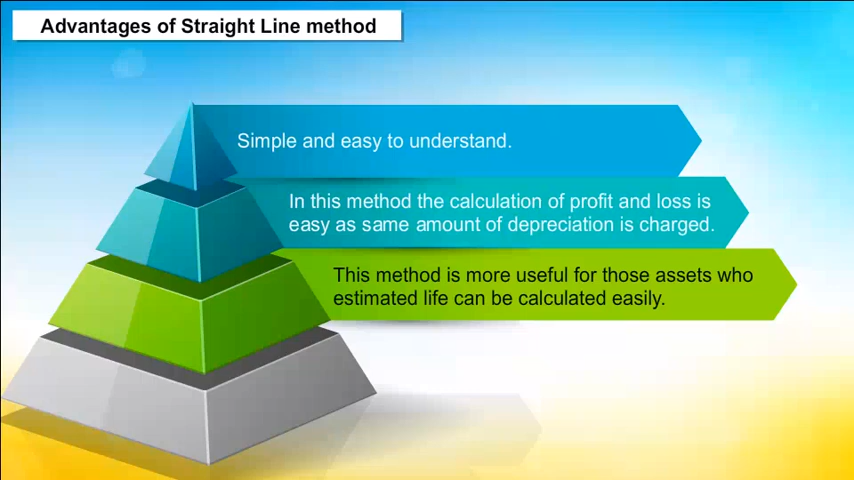 Advantages of Straight Line method
Simple and easy to understand.
In this method the calculation of profit and loss is
easy as same amount of depreciation is charged.
This method is more useful for those assets who
estimated life can be calculated easily.